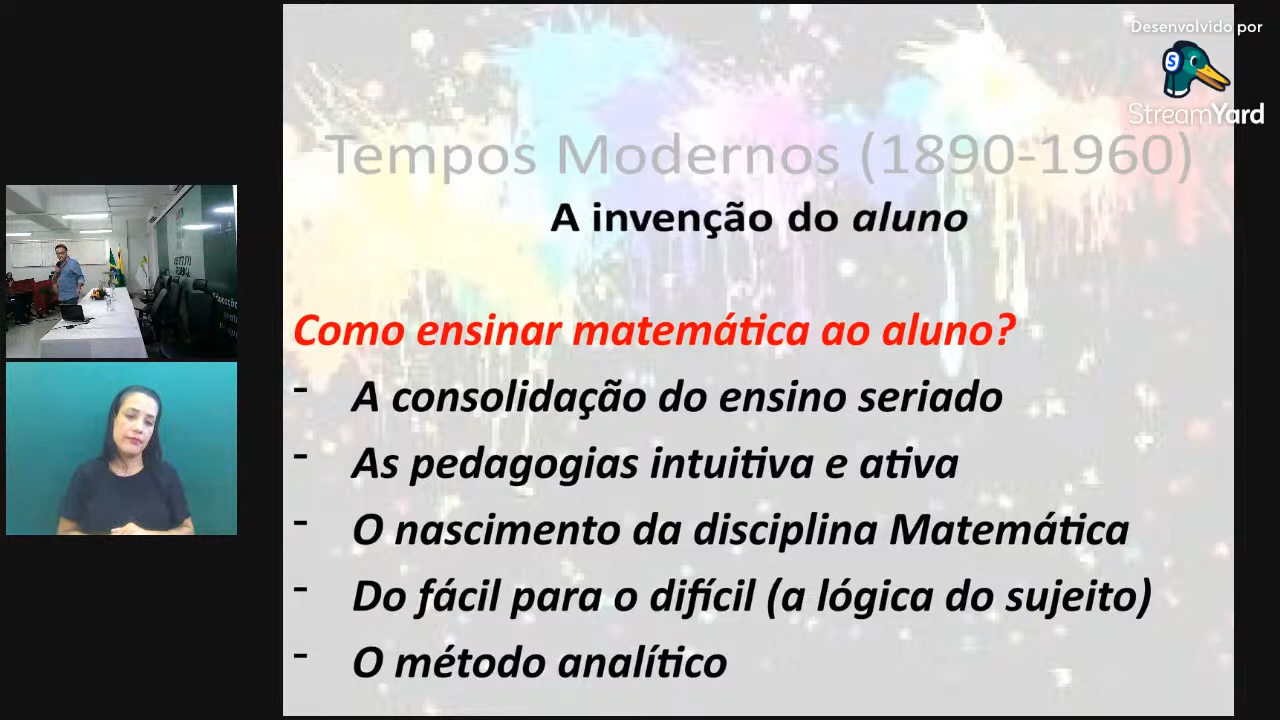 Desenvolvido por
StreamYard
Tempos Modernos (1890-1960)
A invenção do aluno
Como ensinar matemática ao aluno?
- A consolidação do ensino seriado
- As pedagogias intuitiva e ativa
- O nascimento da disciplina Matemática
- Do fácil para o difícil (a lógica do sujeito)
- O método analítico